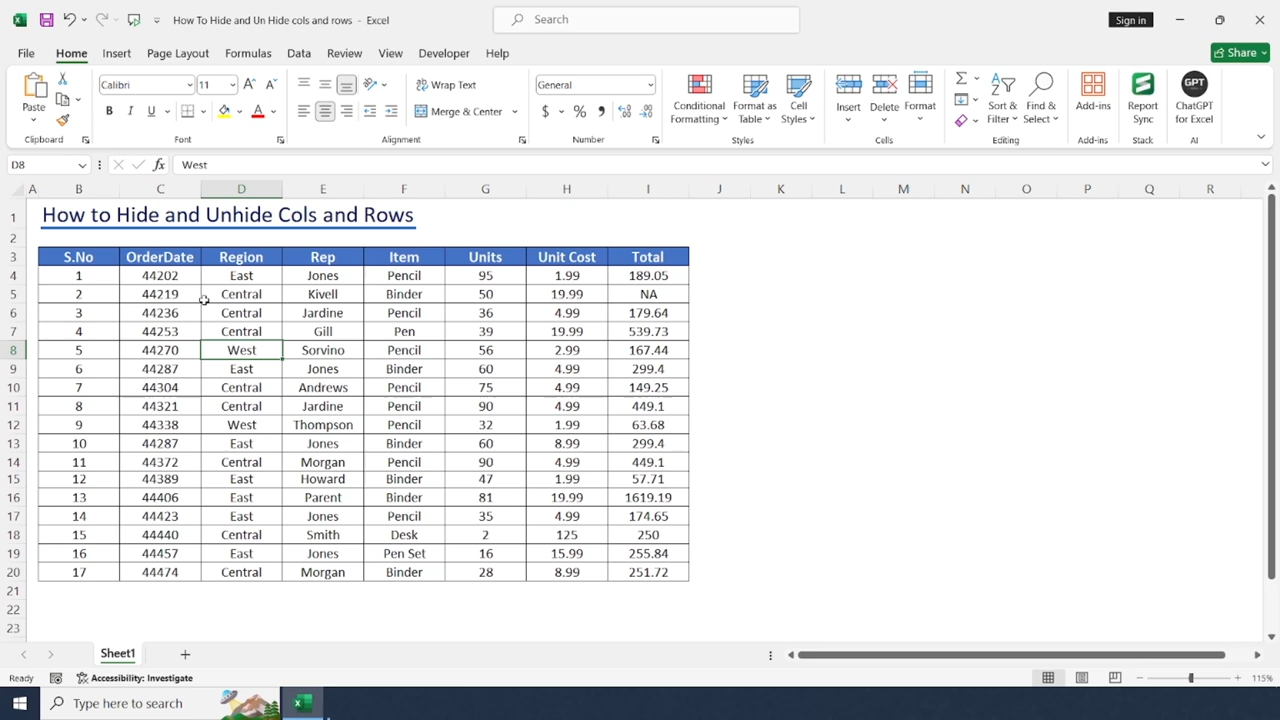 How To Hide and Un Hide cols and rows - Excel
Search
Sign in
File Home Insert Page Layout Formulas Data Review View Developer Help
Share
Paste
Calibri 11
B I U
Wrap Text
Merge & Center
General
$ % ,
Conditional Formatting
Format as Table
Cell Styles
Insert Delete Format
Sort & Filter
Find & Select
Add-ins
Report Sync
GPT
ChatGPT for Excel
Clipboard Font Alignment Number Styles Cells Editing Add-ins Stack AI
D8 fx West
A B C D E F G H I J K L M N O P Q R
1 How to Hide and Unhide Cols and Rows
2
3 S.No OrderDate Region Rep Item Units Unit Cost Total
4 1 44202 East Jones Pencil 95 1.99 189.05
5 2 44219 Central Kivell Binder 50 19.99 NA
6 3 44236 Central Jardine Pencil 36 4.99 179.64
7 4 44253 Central Gill Pen 39 19.99 539.73
8 5 44270 West Sorvino Pencil 56 2.99 167.44
9 6 44287 East Jones Binder 60 4.99 299.4
10 7 44304 Central Andrews Pencil 75 4.99 149.25
11 8 44321 Central Jardine Pencil 90 4.99 449.1
12 9 44338 West Thompson Pencil 32 1.99 63.68
13 10 44287 East Jones Binder 60 8.99 299.4
14 11 44372 Central Morgan Pencil 90 4.99 449.1
15 12 44389 East Howard Binder 47 1.99 57.71
16 13 44406 East Parent Binder 81 19.99 1619.19
17 14 44423 East Jones Pencil 35 4.99 174.65
18 15 44440 Central Smith Desk 2 125 250
19 16 44457 East Jones Pen Set 16 15.99 255.84
20 17 44474 Central Morgan Binder 28 8.99 251.72
21
22
23
Sheet1
Ready Accessibility: Investigate 115%
Type here to search